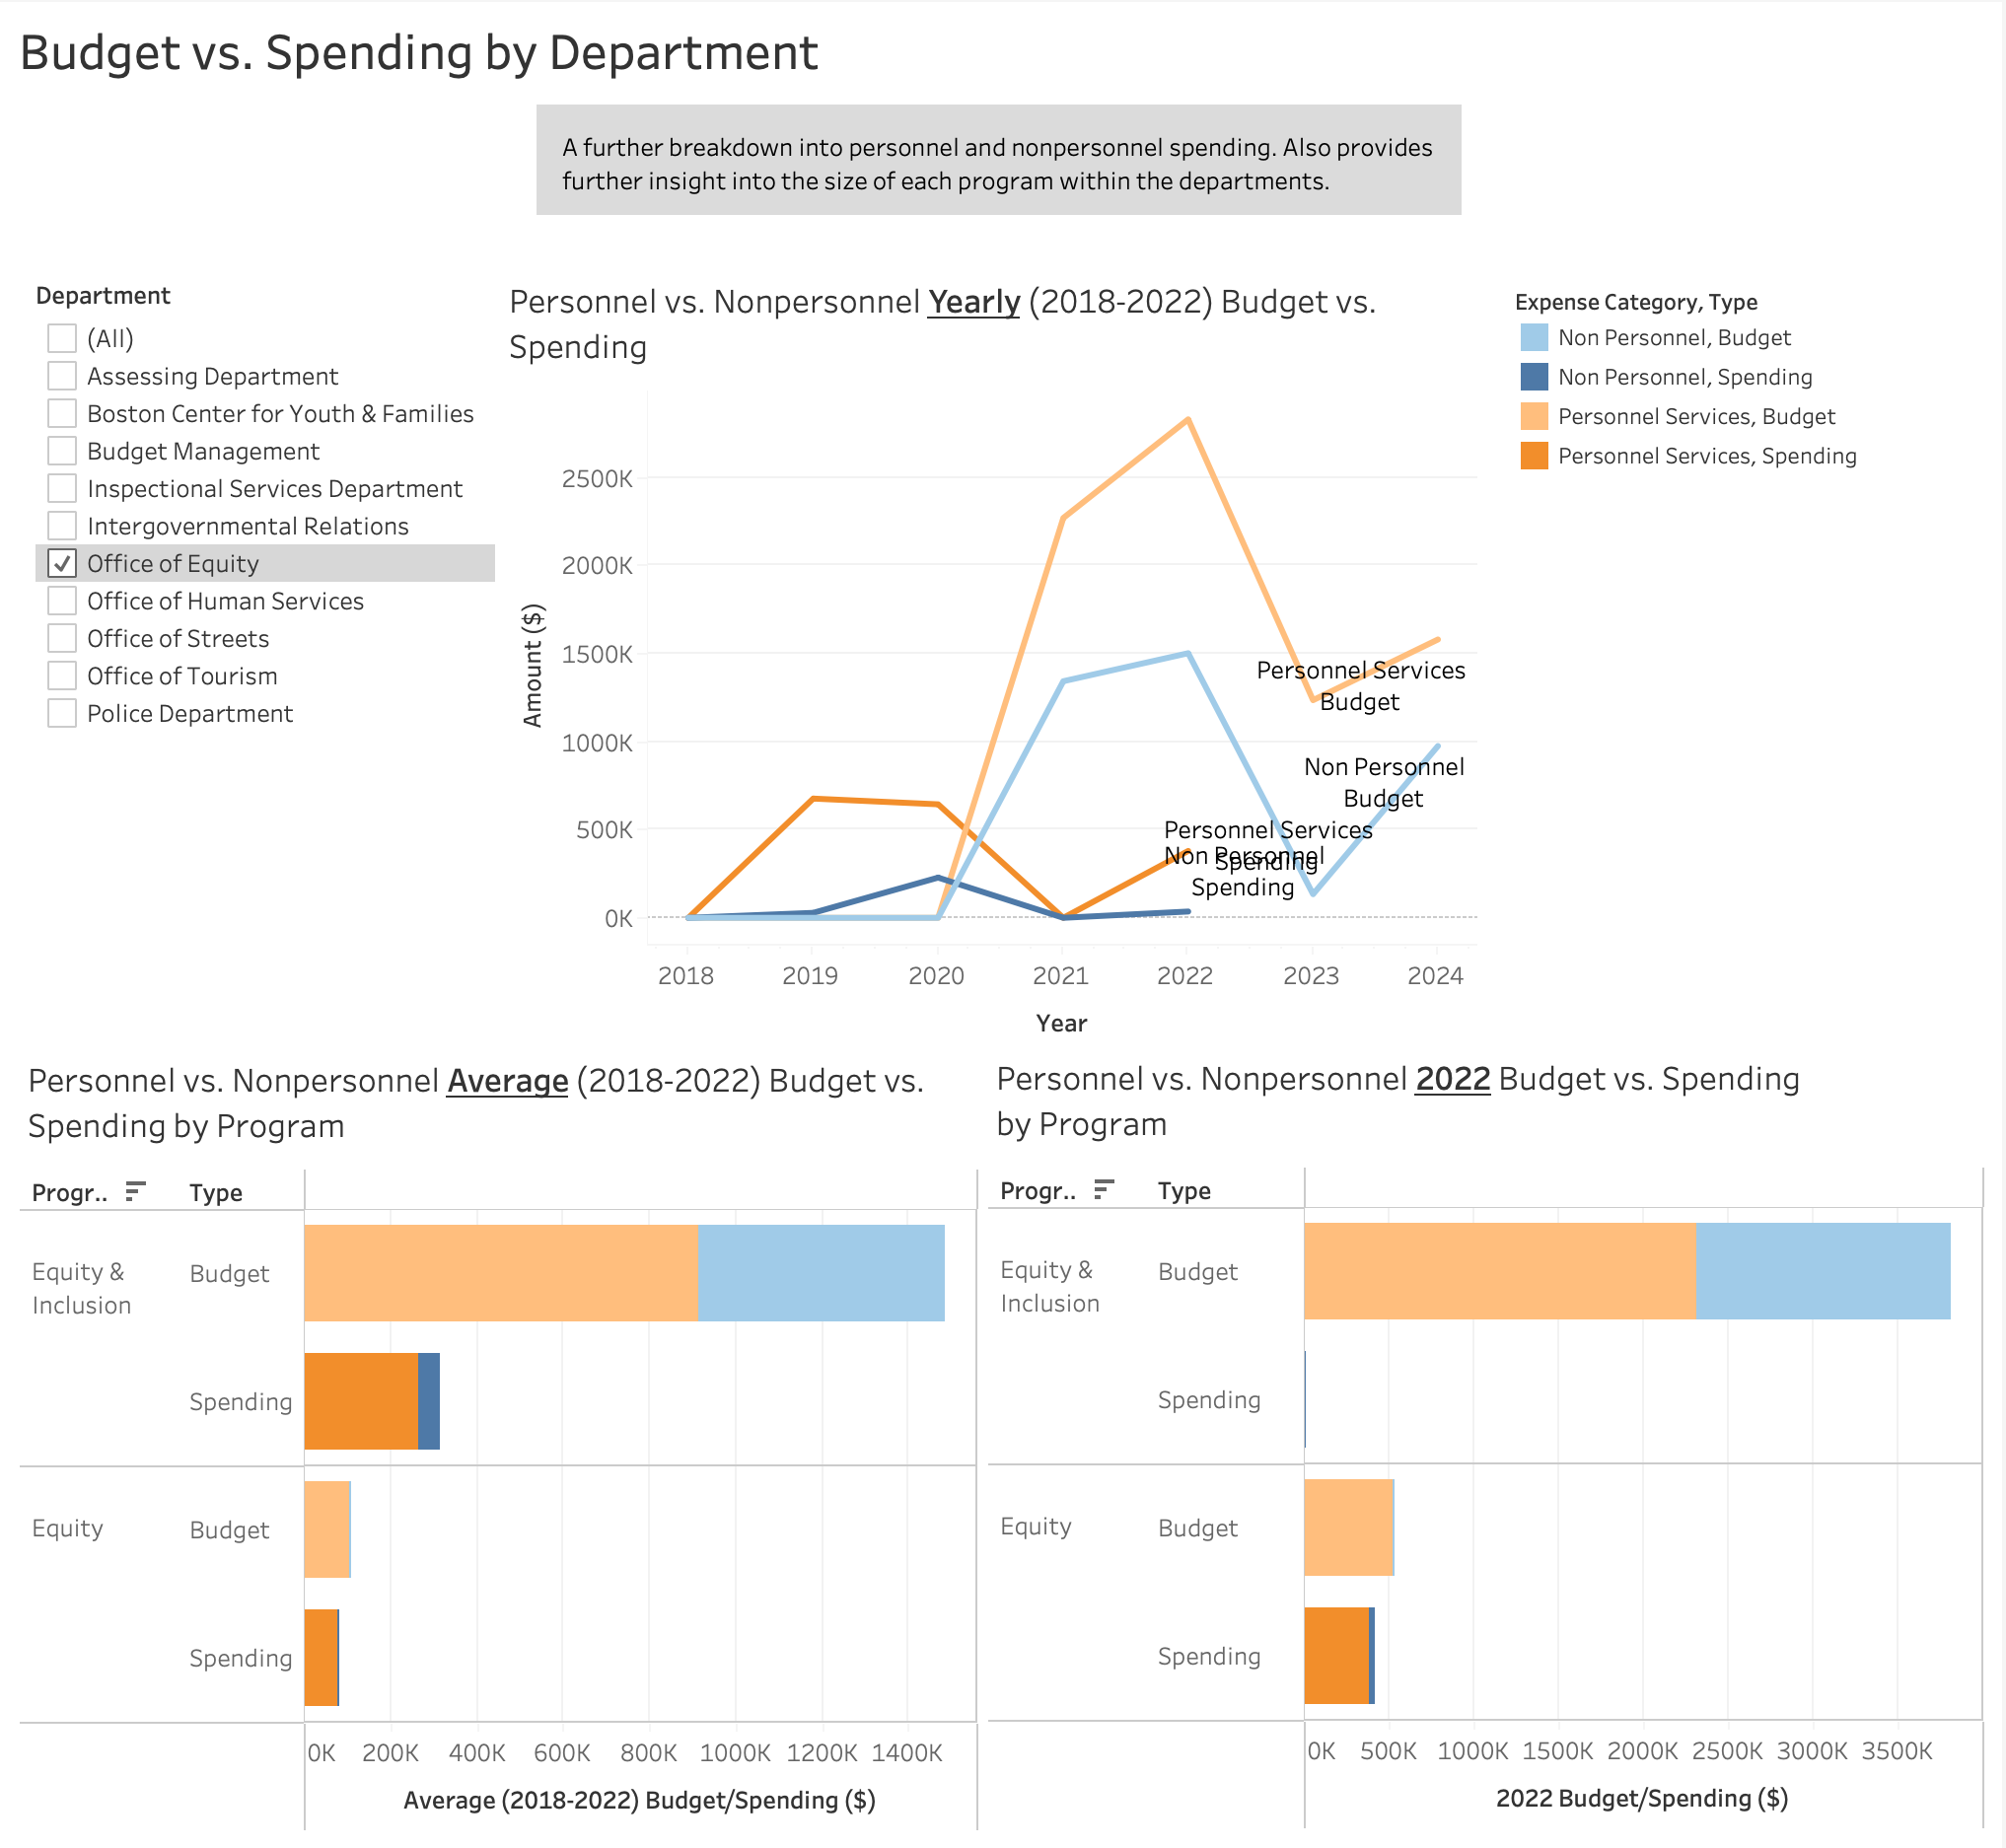 Budget vs. Spending by Department
A further breakdown into personnel and nonpersonnel spending. Also provides
further insight into the size of each program within the departments.
Department
(All)
Assessing Department
Boston Center for Youth & Families
Budget Management
Inspectional Services Department
Intergovernmental Relations
Office of Equity
Office of Human Services
Office of Streets
Office of Tourism
Police Department
Personnel vs. Nonpersonnel Yearly (2018-2022) Budget vs.
Spending
2500K
2000K
1500K
1000K
500K
0K
Amount ($)
Personnel Services
Budget
Non Personnel
Budget
Personnel Services
Spending
Non Personnel
Spending
2018 2019 2020 2021 2022 2023 2024
Year
Expense Category, Type
Non Personnel, Budget
Non Personnel, Spending
Personnel Services, Budget
Personnel Services, Spending
Personnel vs. Nonpersonnel Average (2018-2022) Budget vs.
Spending by Program
Progr.. Type
Equity &
Inclusion
Budget
Spending
Equity
Budget
Spending
0K 200K 400K 600K 800K 1000K 1200K 1400K
Average (2018-2022) Budget/Spending ($)
Personnel vs. Nonpersonnel 2022 Budget vs. Spending
by Program
Progr.. Type
Equity &
Inclusion
Budget
Spending
Equity
Budget
Spending
0K 500K 1000K 1500K 2000K 2500K 3000K 3500K
2022 Budget/Spending ($)